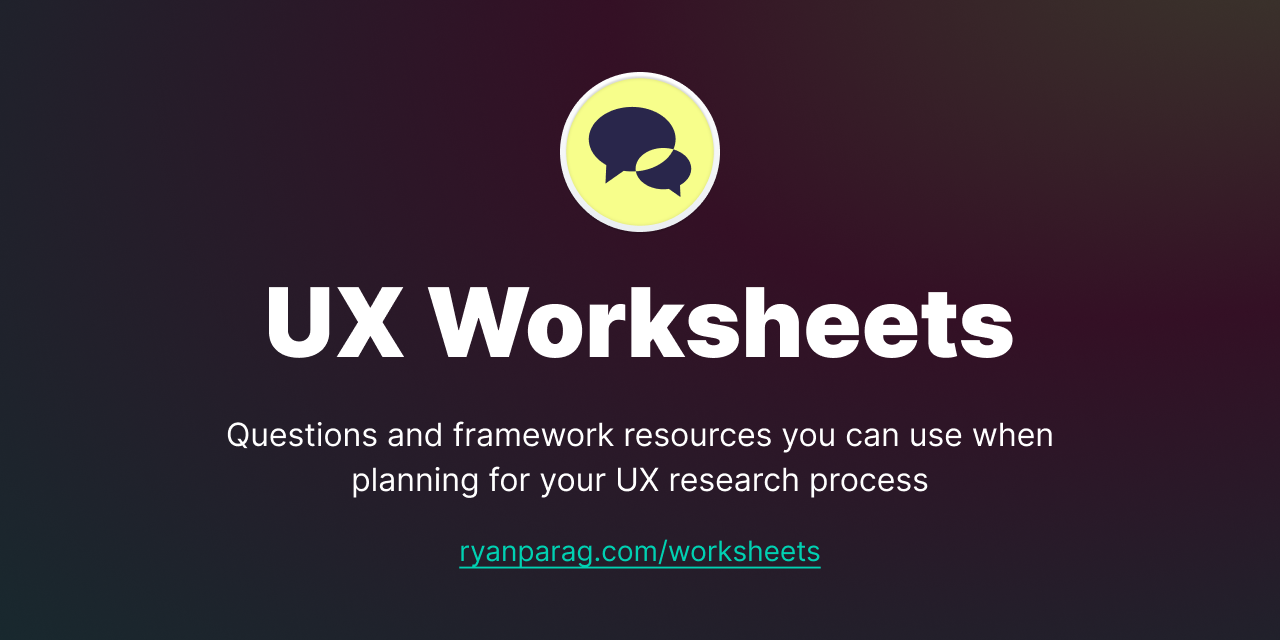 UX Worksheets
Questions and framework resources you can use when
planning for your UX research process
ryanparag.com/worksheets